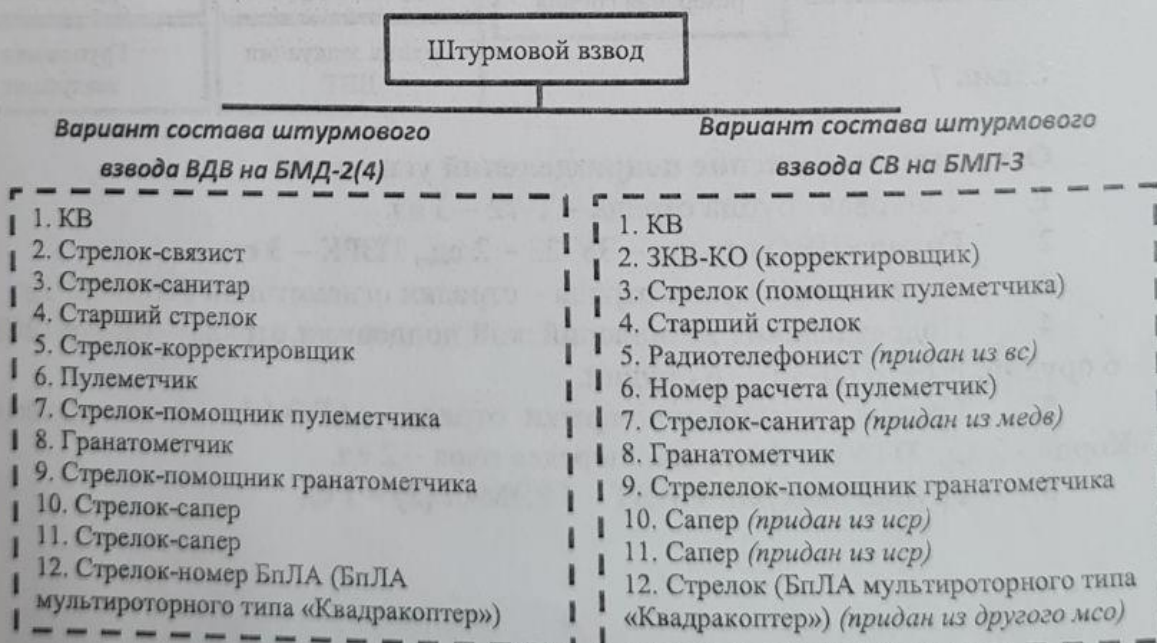 Штурмовой взвод
Вариант состава штурмового
взвода ВДВ на БМД-2(4)
1. КВ
2. Стрелок-связист
3. Стрелок-санитар
4. Старший стрелок
5. Стрелок-корректировщик
6. Пулеметчик
7. Стрелок-помощник пулеметчика
8. Гранатометчик
9. Стрелок-помощник гранатометчика
10. Стрелок-сапер
11. Стрелок-сапер
12. Стрелок-номер БпЛА (БпЛА
мультироторного типа «Квадракоптер»)
Вариант состава штурмового
взвода СВ на БМП-3
1. КВ
2. ЗКВ-КО (корректировщик)
3. Стрелок (помощник пулеметчика)
4. Старший стрелок
5. Радиотелефонист (придан из вс)
6. Номер расчета (пулеметчик)
7. Стрелок-санитар (придан из медв)
8. Гранатометчик
9. Стрелелок-помощник гранатометчика
10. Сапер (придан из иср)
11. Сапер (придан из иср)
12. Стрелок (БпЛА мультироторного типа
«Квадракоптер») (придан из другого мсо)